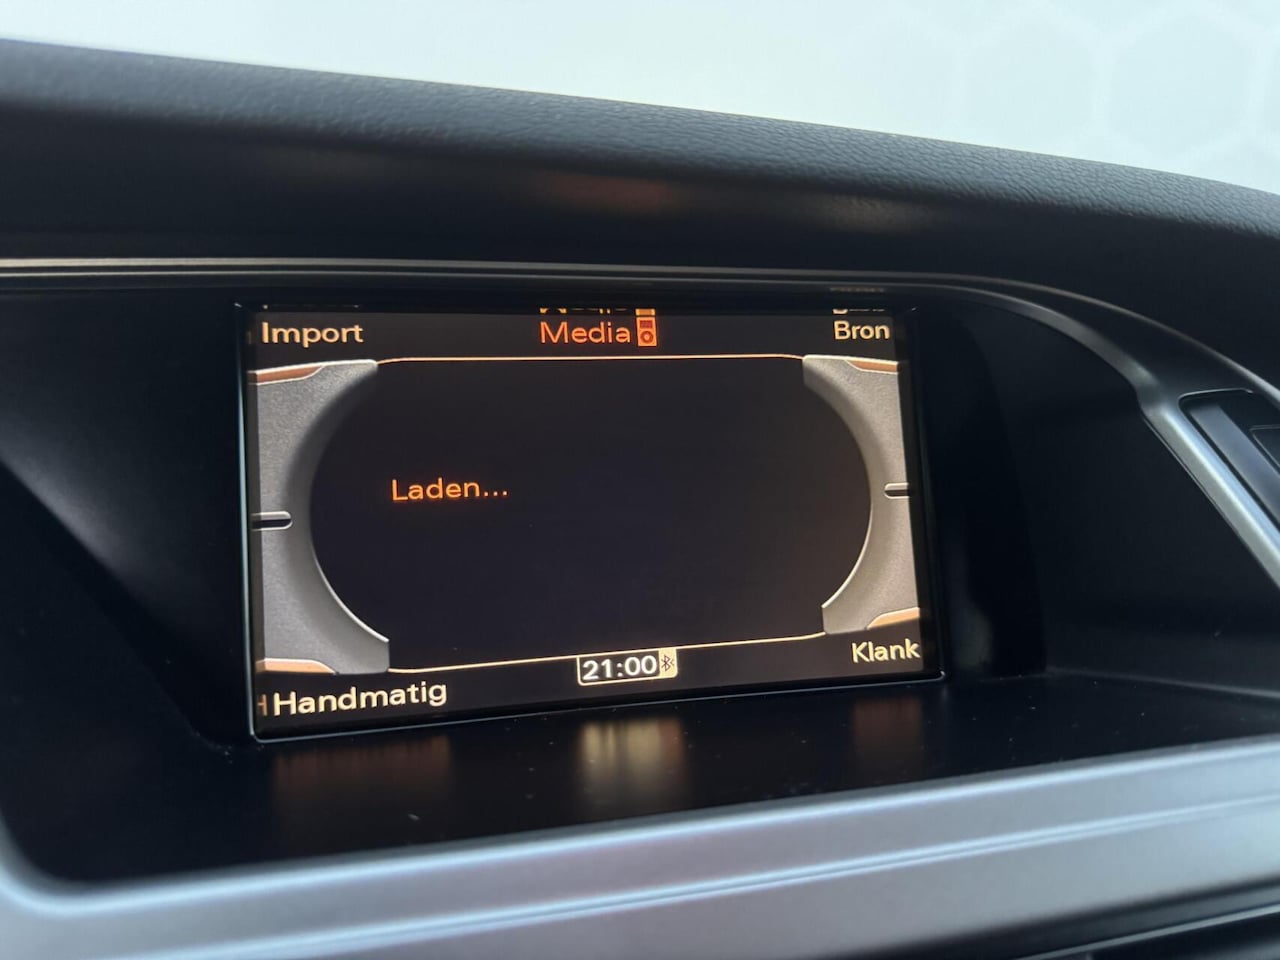 Import
Media
Bron
Laden...
21:00
Klank
Handmatig